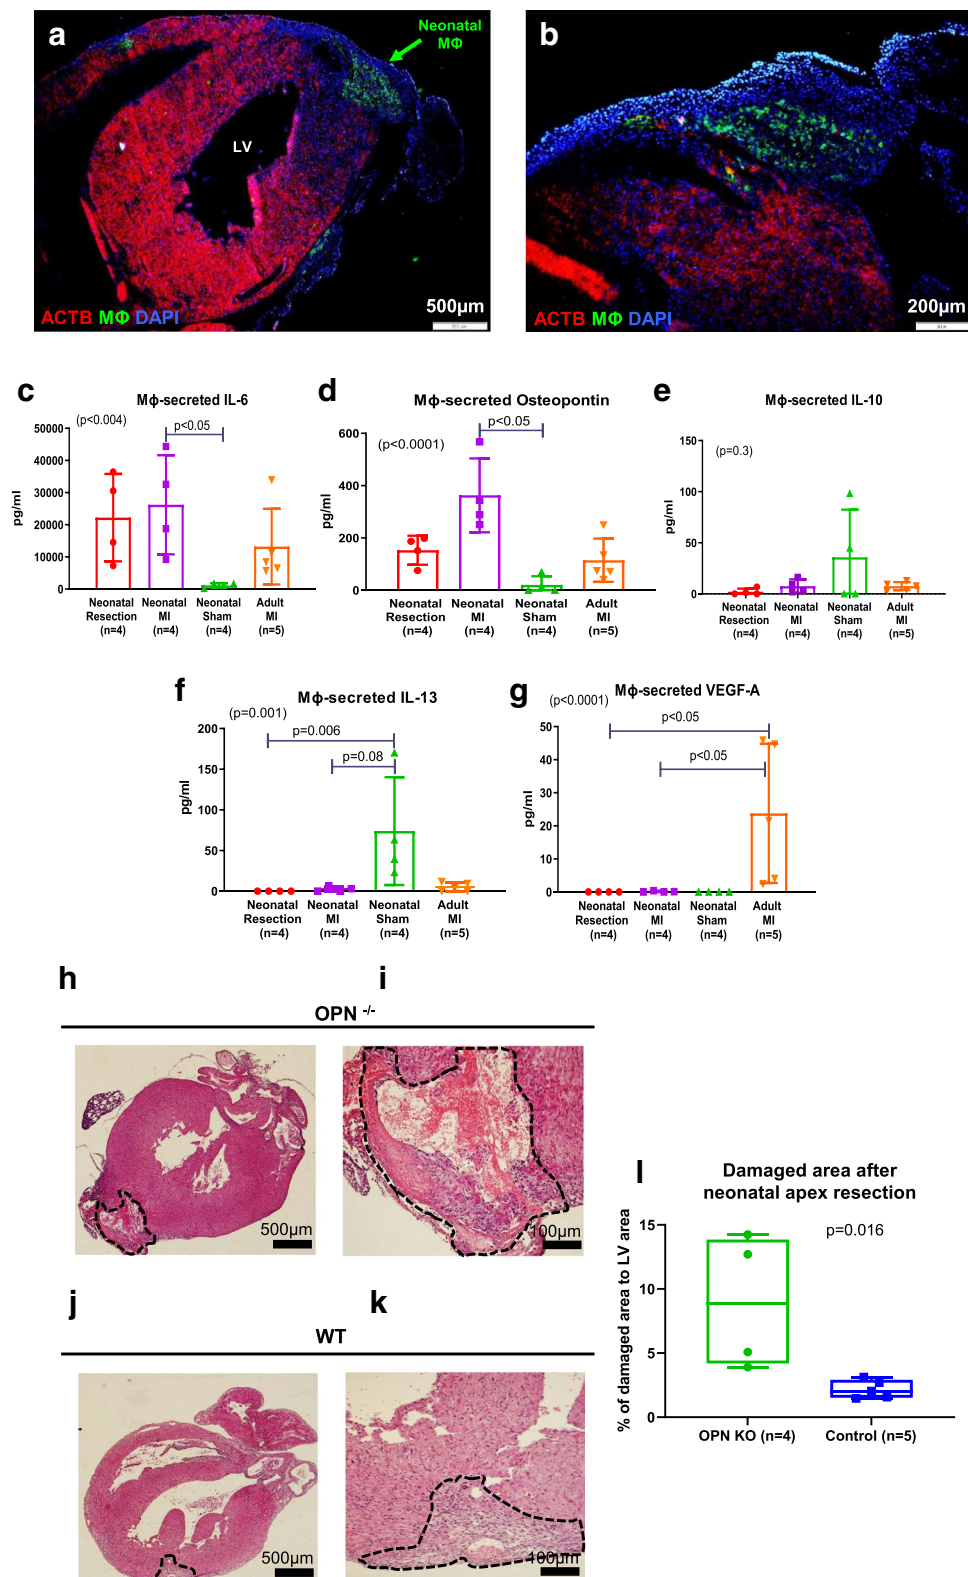 a
Neonatal
MΦ
LV
ACTB MΦ DAPI
500µm
b
ACTB MΦ DAPI
200µm
c
Mϕ-secreted IL-6
(p<0.004)
p<0.05
50000
40000
30000
20000
10000
0
pg/ml
Neonatal Resection (n=4)
Neonatal MI (n=4)
Neonatal Sham (n=4)
Adult MI (n=5)
d
Mϕ-secreted Osteopontin
(p<0.0001)
p<0.05
600
400
200
0
pg/ml
Neonatal Resection (n=4)
Neonatal MI (n=4)
Neonatal Sham (n=4)
Adult MI (n=5)
e
Mϕ-secreted IL-10
(p=0.3)
150
100
50
0
pg/ml
Neonatal Resection (n=4)
Neonatal MI (n=4)
Neonatal Sham (n=4)
Adult MI (n=5)
f
Mϕ-secreted IL-13
(p=0.001)
p=0.006
p=0.08
200
150
100
50
0
pg/ml
Neonatal Resection (n=4)
Neonatal MI (n=4)
Neonatal Sham (n=4)
Adult MI (n=5)
g
Mϕ-secreted VEGF-A
(p<0.0001)
p<0.05
p<0.05
50
40
30
20
10
0
pg/ml
Neonatal Resection (n=4)
Neonatal MI (n=4)
Neonatal Sham (n=4)
Adult MI (n=5)
h
i
OPN -/-
500µm
100µm
j
k
WT
500µm
100µm
l
Damaged area after
neonatal apex resection
p=0.016
15
10
5
0
% of damaged area to LV area
OPN KO (n=4)
Control (n=5)